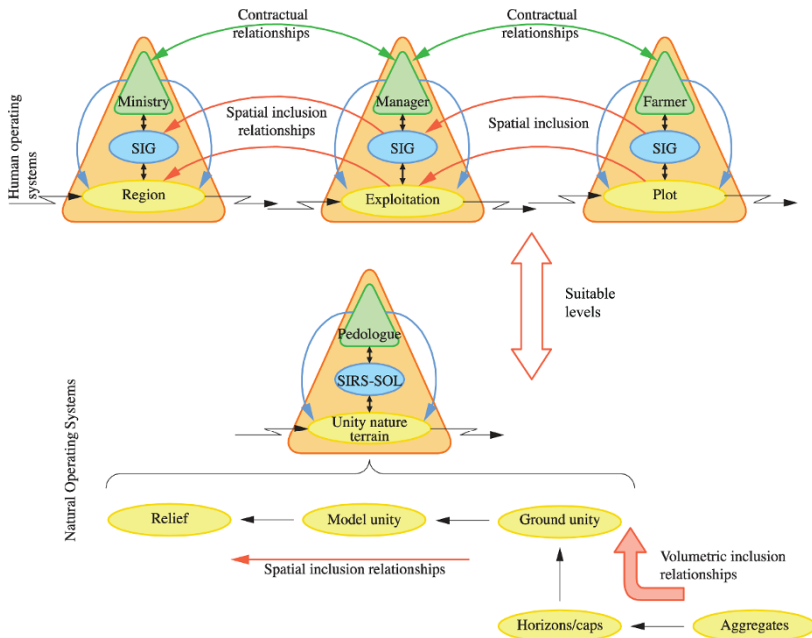 Contractual
relationships
Contractual
relationships
Human operating
systems
Ministry
SIG
Region
Spatial inclusion
relationships
Manager
SIG
Exploitation
Spatial inclusion
Farmer
SIG
Plot
Suitable
levels
Natural Operating Systems
Pedologue
SIRS-SOL
Unity nature
terrain
Relief
Model unity
Ground unity
Spatial inclusion relationships
Volumetric inclusion
relationships
Horizons/caps
Aggregates